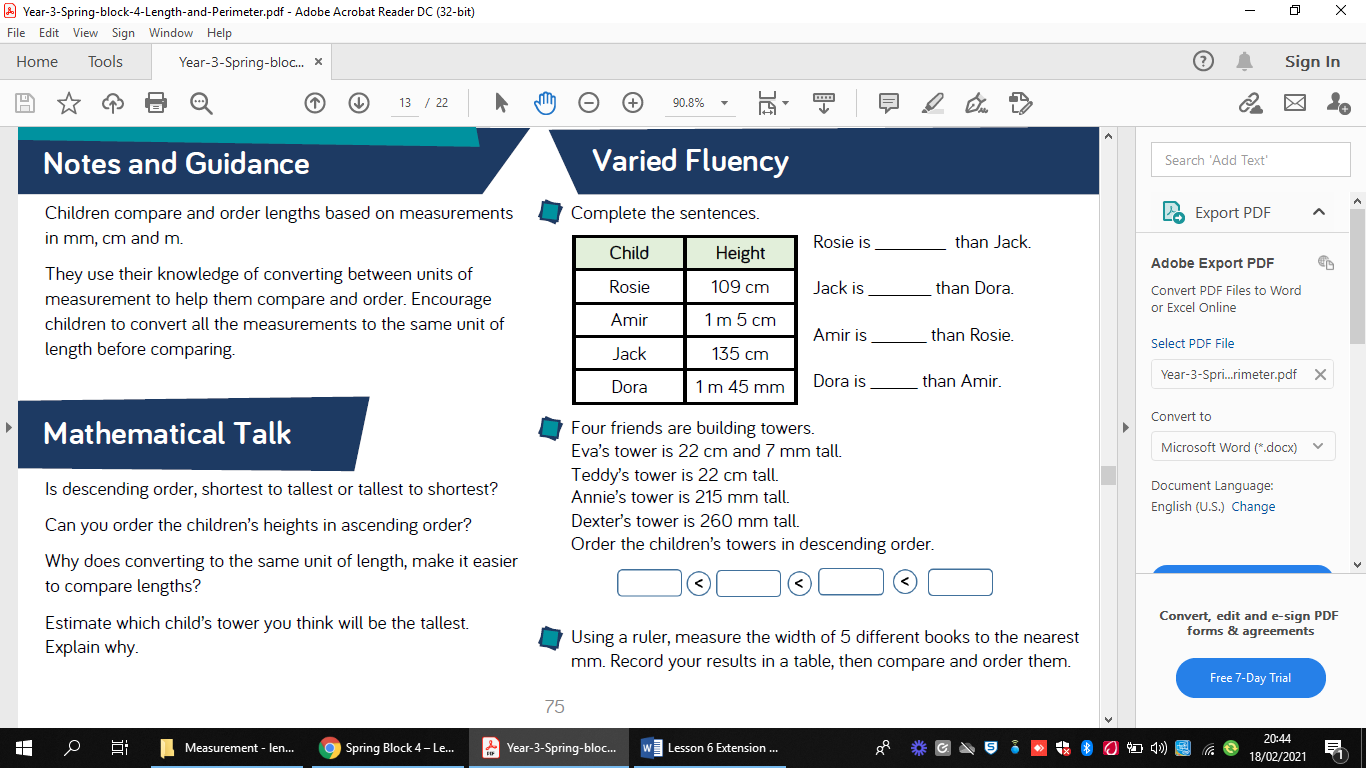 Year-3-Spring-block-4-Length-and-Perimeter.pdf - Adobe Acrobat Reader DC (32-bit)
File Edit View Sign Window Help
Home Tools Year-3-Spring-bloc... × Sign In
13 / 22 90.8%
Notes and Guidance
Children compare and order lengths based on measurements
in mm, cm and m.
They use their knowledge of converting between units of
measurement to help them compare and order. Encourage
children to convert all the measurements to the same unit of
length before comparing.
Mathematical Talk
Is descending order, shortest to tallest or tallest to shortest?
Can you order the children's heights in ascending order?
Why does converting to the same unit of length, make it easier
to compare lengths?
Estimate which child's tower you think will be the tallest.
Explain why.
Varied Fluency
Complete the sentences.
Child Height
Rosie 109 cm
Amir 1 m 5 cm
Jack 135 cm
Dora 1 m 45 mm
Rosie is ________ than Jack.
Jack is _______ than Dora.
Amir is ______ than Rosie.
Dora is _____ than Amir.
Four friends are building towers.
Eva's tower is 22 cm and 7 mm tall.
Teddy's tower is 22 cm tall.
Annie's tower is 215 mm tall.
Dexter's tower is 260 mm tall.
Order the children's towers in descending order.
< < <
Using a ruler, measure the width of 5 different books to the nearest
mm. Record your results in a table, then compare and order them.
75
Search 'Add Text'
Export PDF
Adobe Export PDF
Convert PDF Files to Word
or Excel Online
Select PDF File
Year-3-Spri...rimeter.pdf
Convert to
Microsoft Word (*.docx)
Document Language:
English (U.S.) Change
Convert, edit and e-sign PDF
forms & agreements
Free 7-Day Trial
Measurement - len... Spring Block 4 – Le... Year-3-Spring-bloc... Lesson 6 Extension ... 20:44
18/02/2021
1